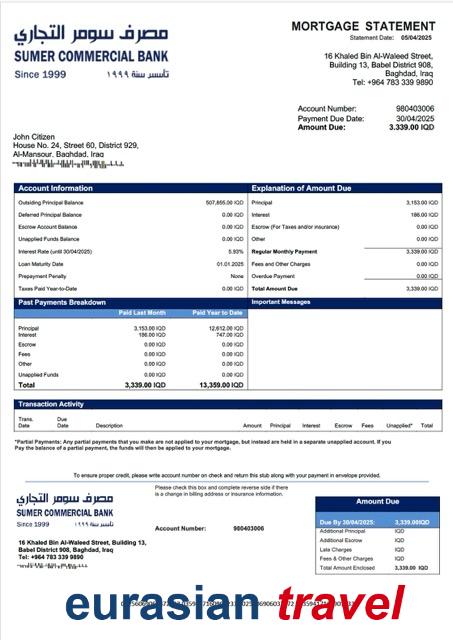 مصرف سومر التجاري
SUMER COMMERCIAL BANK
Since 1999 تأسس سنة ١٩٩٩
MORTGAGE STATEMENT
Statement Date: 05/04/2025
16 Khaled Bin Al-Waleed Street,
Building 13, Babel District 908,
Baghdad, Iraq
Tel: +964 783 339 9890
Account Number: 980403006
Payment Due Date: 30/04/2025
Amount Due: 3,339.00 IQD
John Citizen
House No. 24, Street 60, District 929,
Al-Mansour, Baghdad, Iraq
Account Information
Outsiding Principal Balance 507,855.00 IQD
Deferred Principal Balance 0.00 IQD
Escrow Account Balance 0.00 IQD
Unapplied Funds Balance 0.00 IQD
Interest Rate (until 30/04/2025) 5.93%
Loan Maturity Date 01.01.2025
Prepayment Penalty None
Taxes Paid Year-to-Date 0.00 IQD
Explanation of Amount Due
Principal 3,153.00 IQD
Interest 186.00 IQD
Escrow (For Taxes and/or insurance) 0.00 IQD
Other 0.00 IQD
Regular Monthly Payment 3,339.00 IQD
Fees and Other Charges 0.00 IQD
Overdue Payment 0.00 IQD
Total Amount Due 3,339.00 IQD
Past Payments Breakdown
Paid Last Month Paid Year to Date
Principal 3,153.00 IQD 12,612.00 IQD
Interest 186.00 IQD 747.00 IQD
Escrow 0.00 IQD 0.00 IQD
Fees 0.00 IQD 0.00 IQD
Other 0.00 IQD 0.00 IQD
Unapplied Funds 0.00 IQD 0.00 IQD
Total 3,339.00 IQD 13,359.00 IQD
Important Messages
Transcation Activity
Trans. Date Due Date Description Amount Principal Interest Escrow Fees Unapplied* Total
*Partial Payments: Any partial payments that you make are not applied to your mortgage, but instead are held in a separate unapplied account. If you
Pay the balance of a partial payment, the funds will then be applied to your mortgage.
To ensure proper credit, please write account number on check and return this stub along with your payment in envelope provided.
مصرف سومر التجاري
SUMER COMMERCIAL BANK
Since 1999 تأسس سنة ١٩٩٩
16 Khaled Bin Al-Waleed Street, Building 13,
Babel District 908, Baghdad, Iraq
Tel: +964 783 339 9890
Please check this box and complete reverse side if there
is a change in billing address or insurance information.
Account Number: 980403006
Amount Due
Due By 30/04/2025: 3,339.00IQD
Additional Principal IQD
Additional Escrow IQD
Late Charges IQD
Fees & Other Charges IQD
Total Amount Enclosed 3,339.00 IQD
eurasian travel